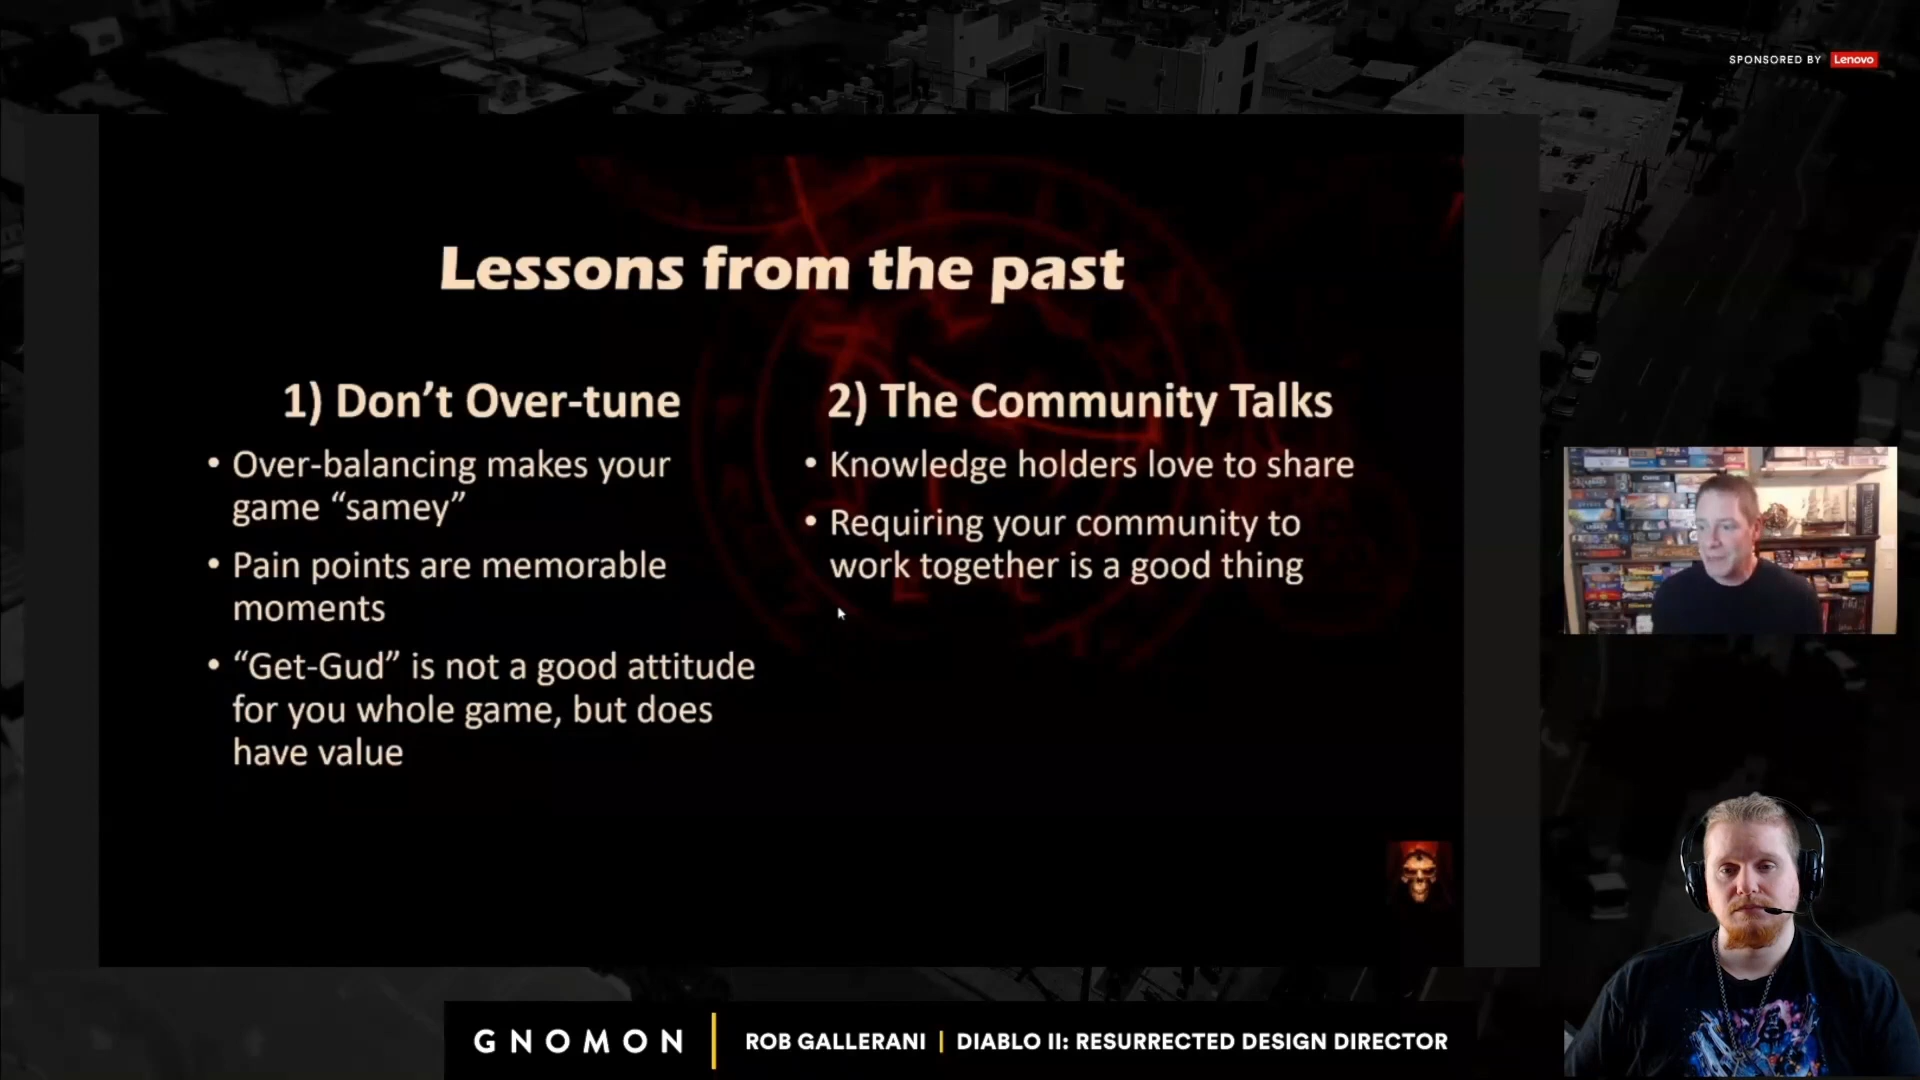 SPONSORED BY Lenovo
Lessons from the past
1) Don’t Over-tune
• Over-balancing makes your
game “samey”
• Pain points are memorable
moments
• “Get-Gud” is not a good attitude
for you whole game, but does
have value
2) The Community Talks
• Knowledge holders love to share
• Requiring your community to
work together is a good thing
GNOMON | ROB GALLERANI | DIABLO II: RESURRECTED DESIGN DIRECTOR